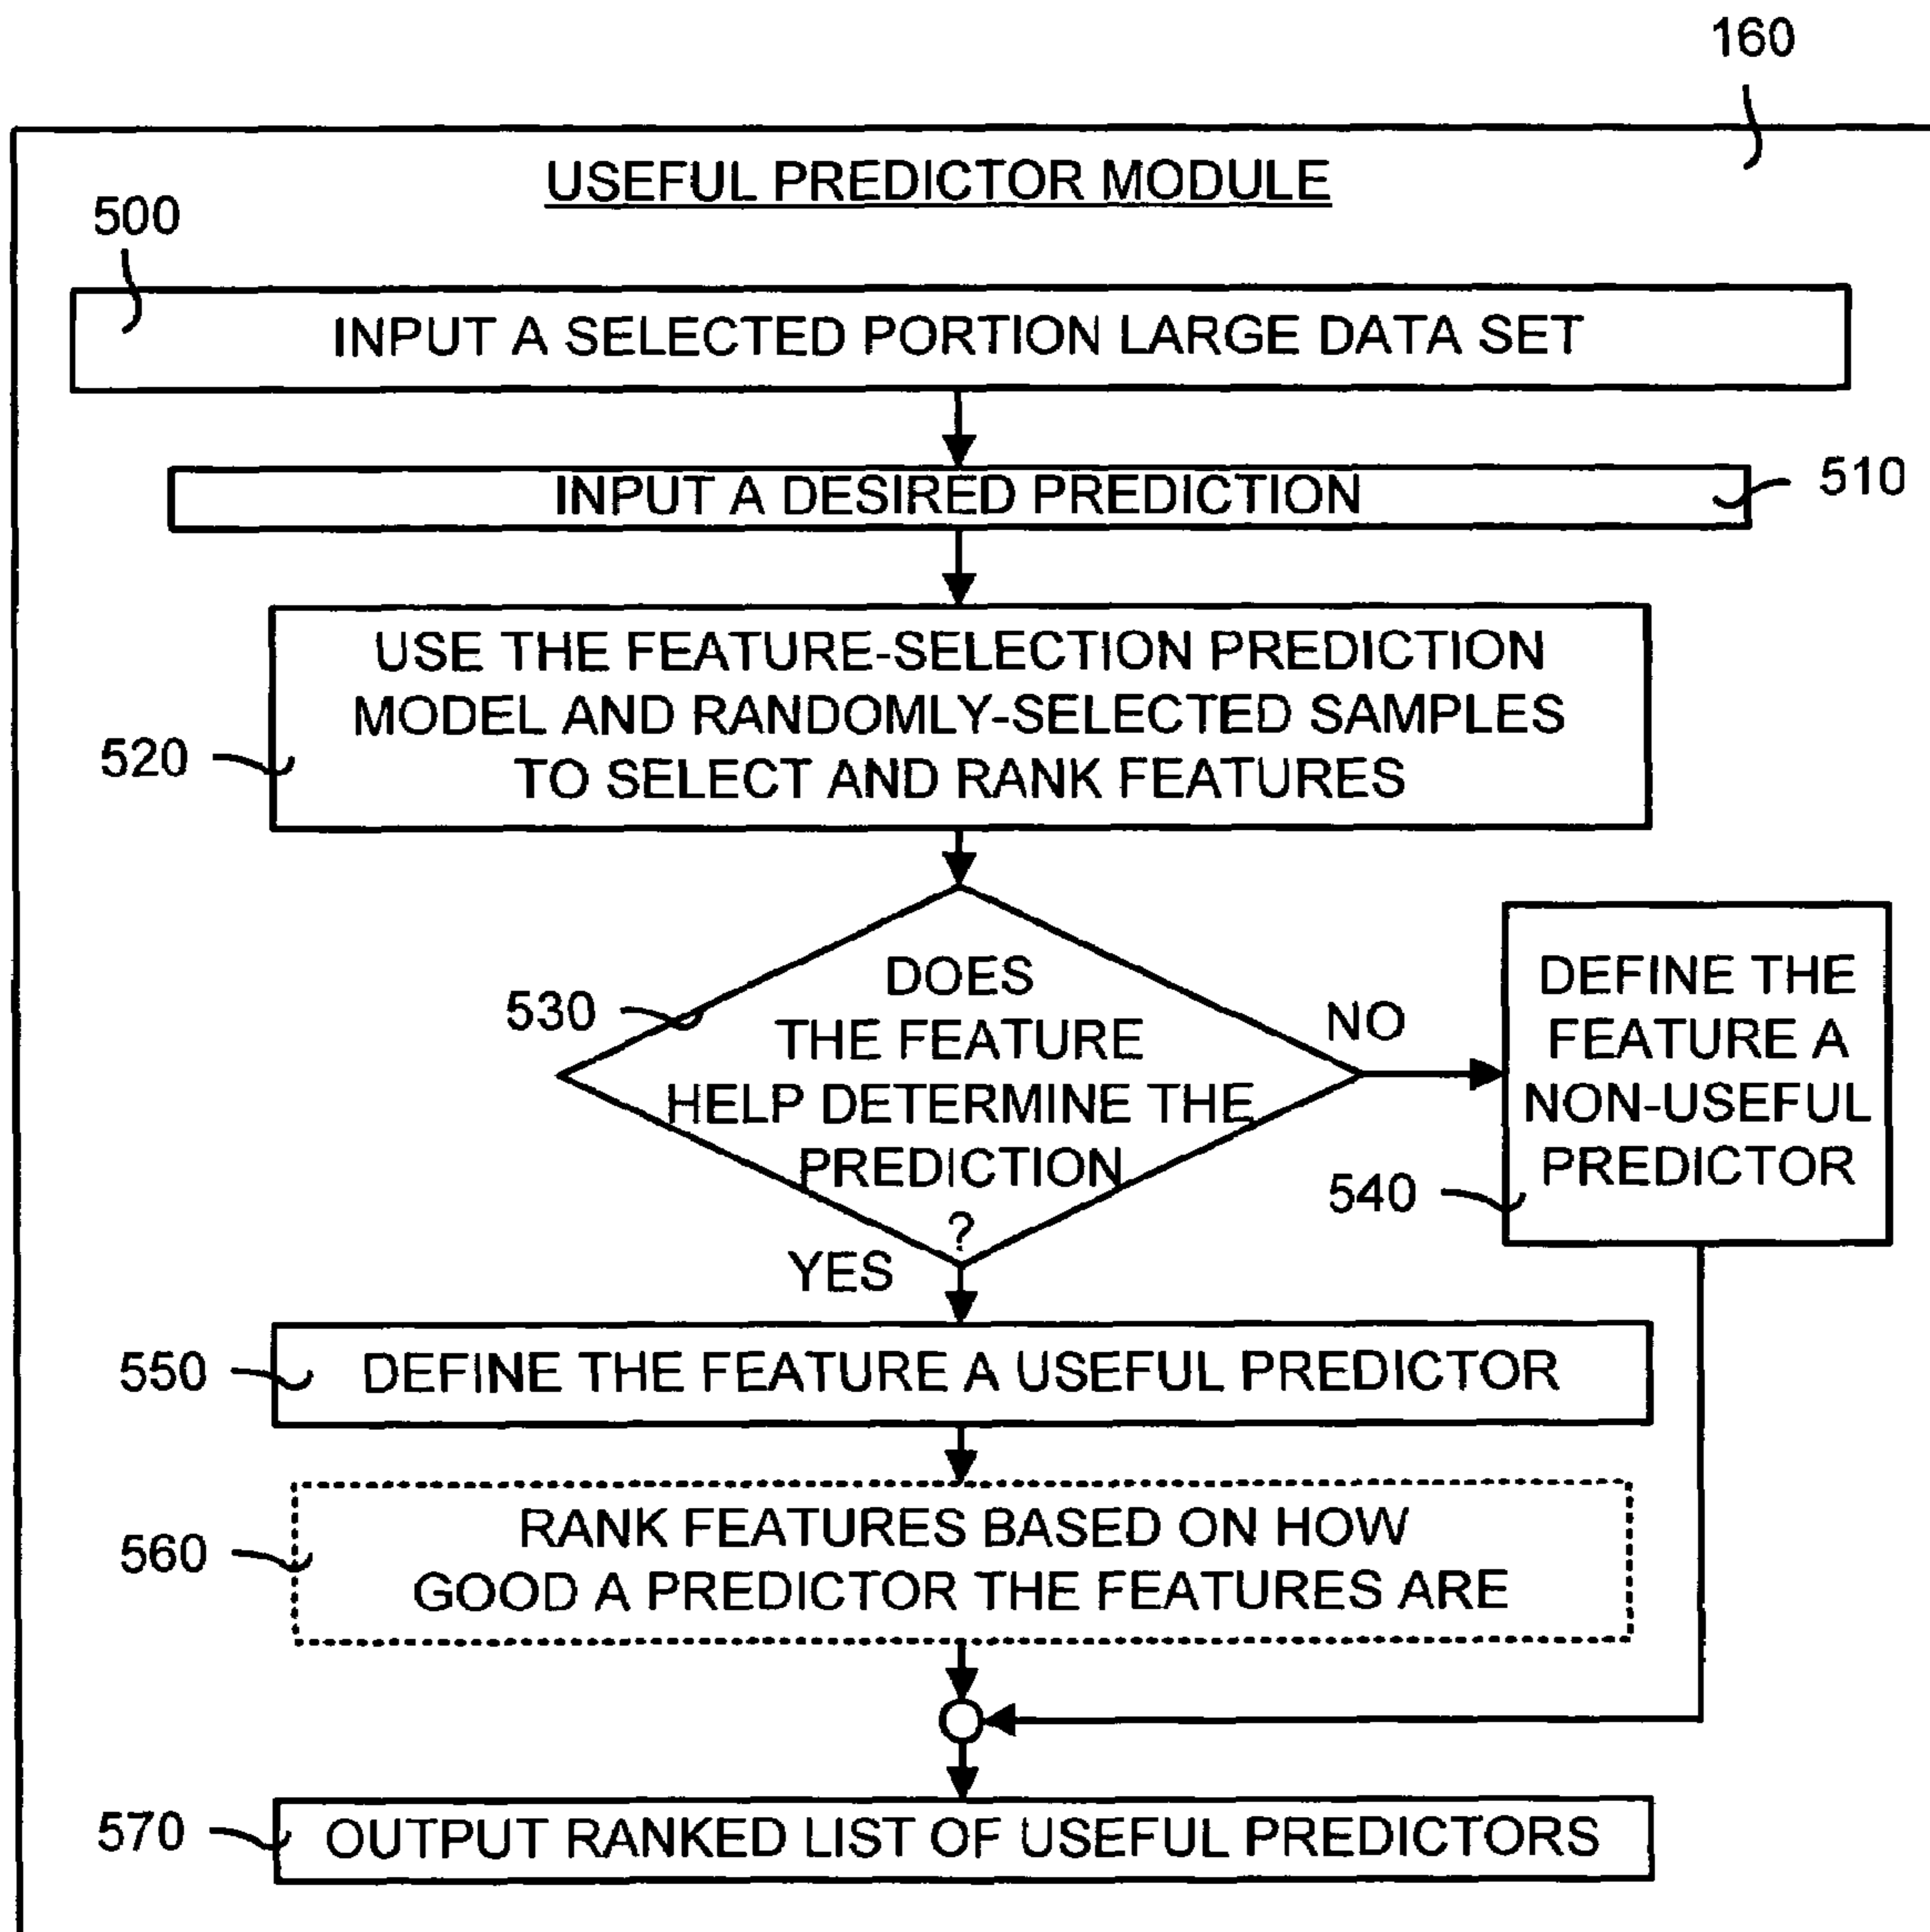 160
USEFUL PREDICTOR MODULE
500
INPUT A SELECTED PORTION LARGE DATA SET
INPUT A DESIRED PREDICTION
510
USE THE FEATURE-SELECTION PREDICTION
MODEL AND RANDOMLY-SELECTED SAMPLES
TO SELECT AND RANK FEATURES
520
530
DOES
THE FEATURE
HELP DETERMINE THE
PREDICTION
?
NO
DEFINE THE
FEATURE A
NON-USEFUL
PREDICTOR
540
YES
550
DEFINE THE FEATURE A USEFUL PREDICTOR
560
RANK FEATURES BASED ON HOW
GOOD A PREDICTOR THE FEATURES ARE
570
OUTPUT RANKED LIST OF USEFUL PREDICTORS